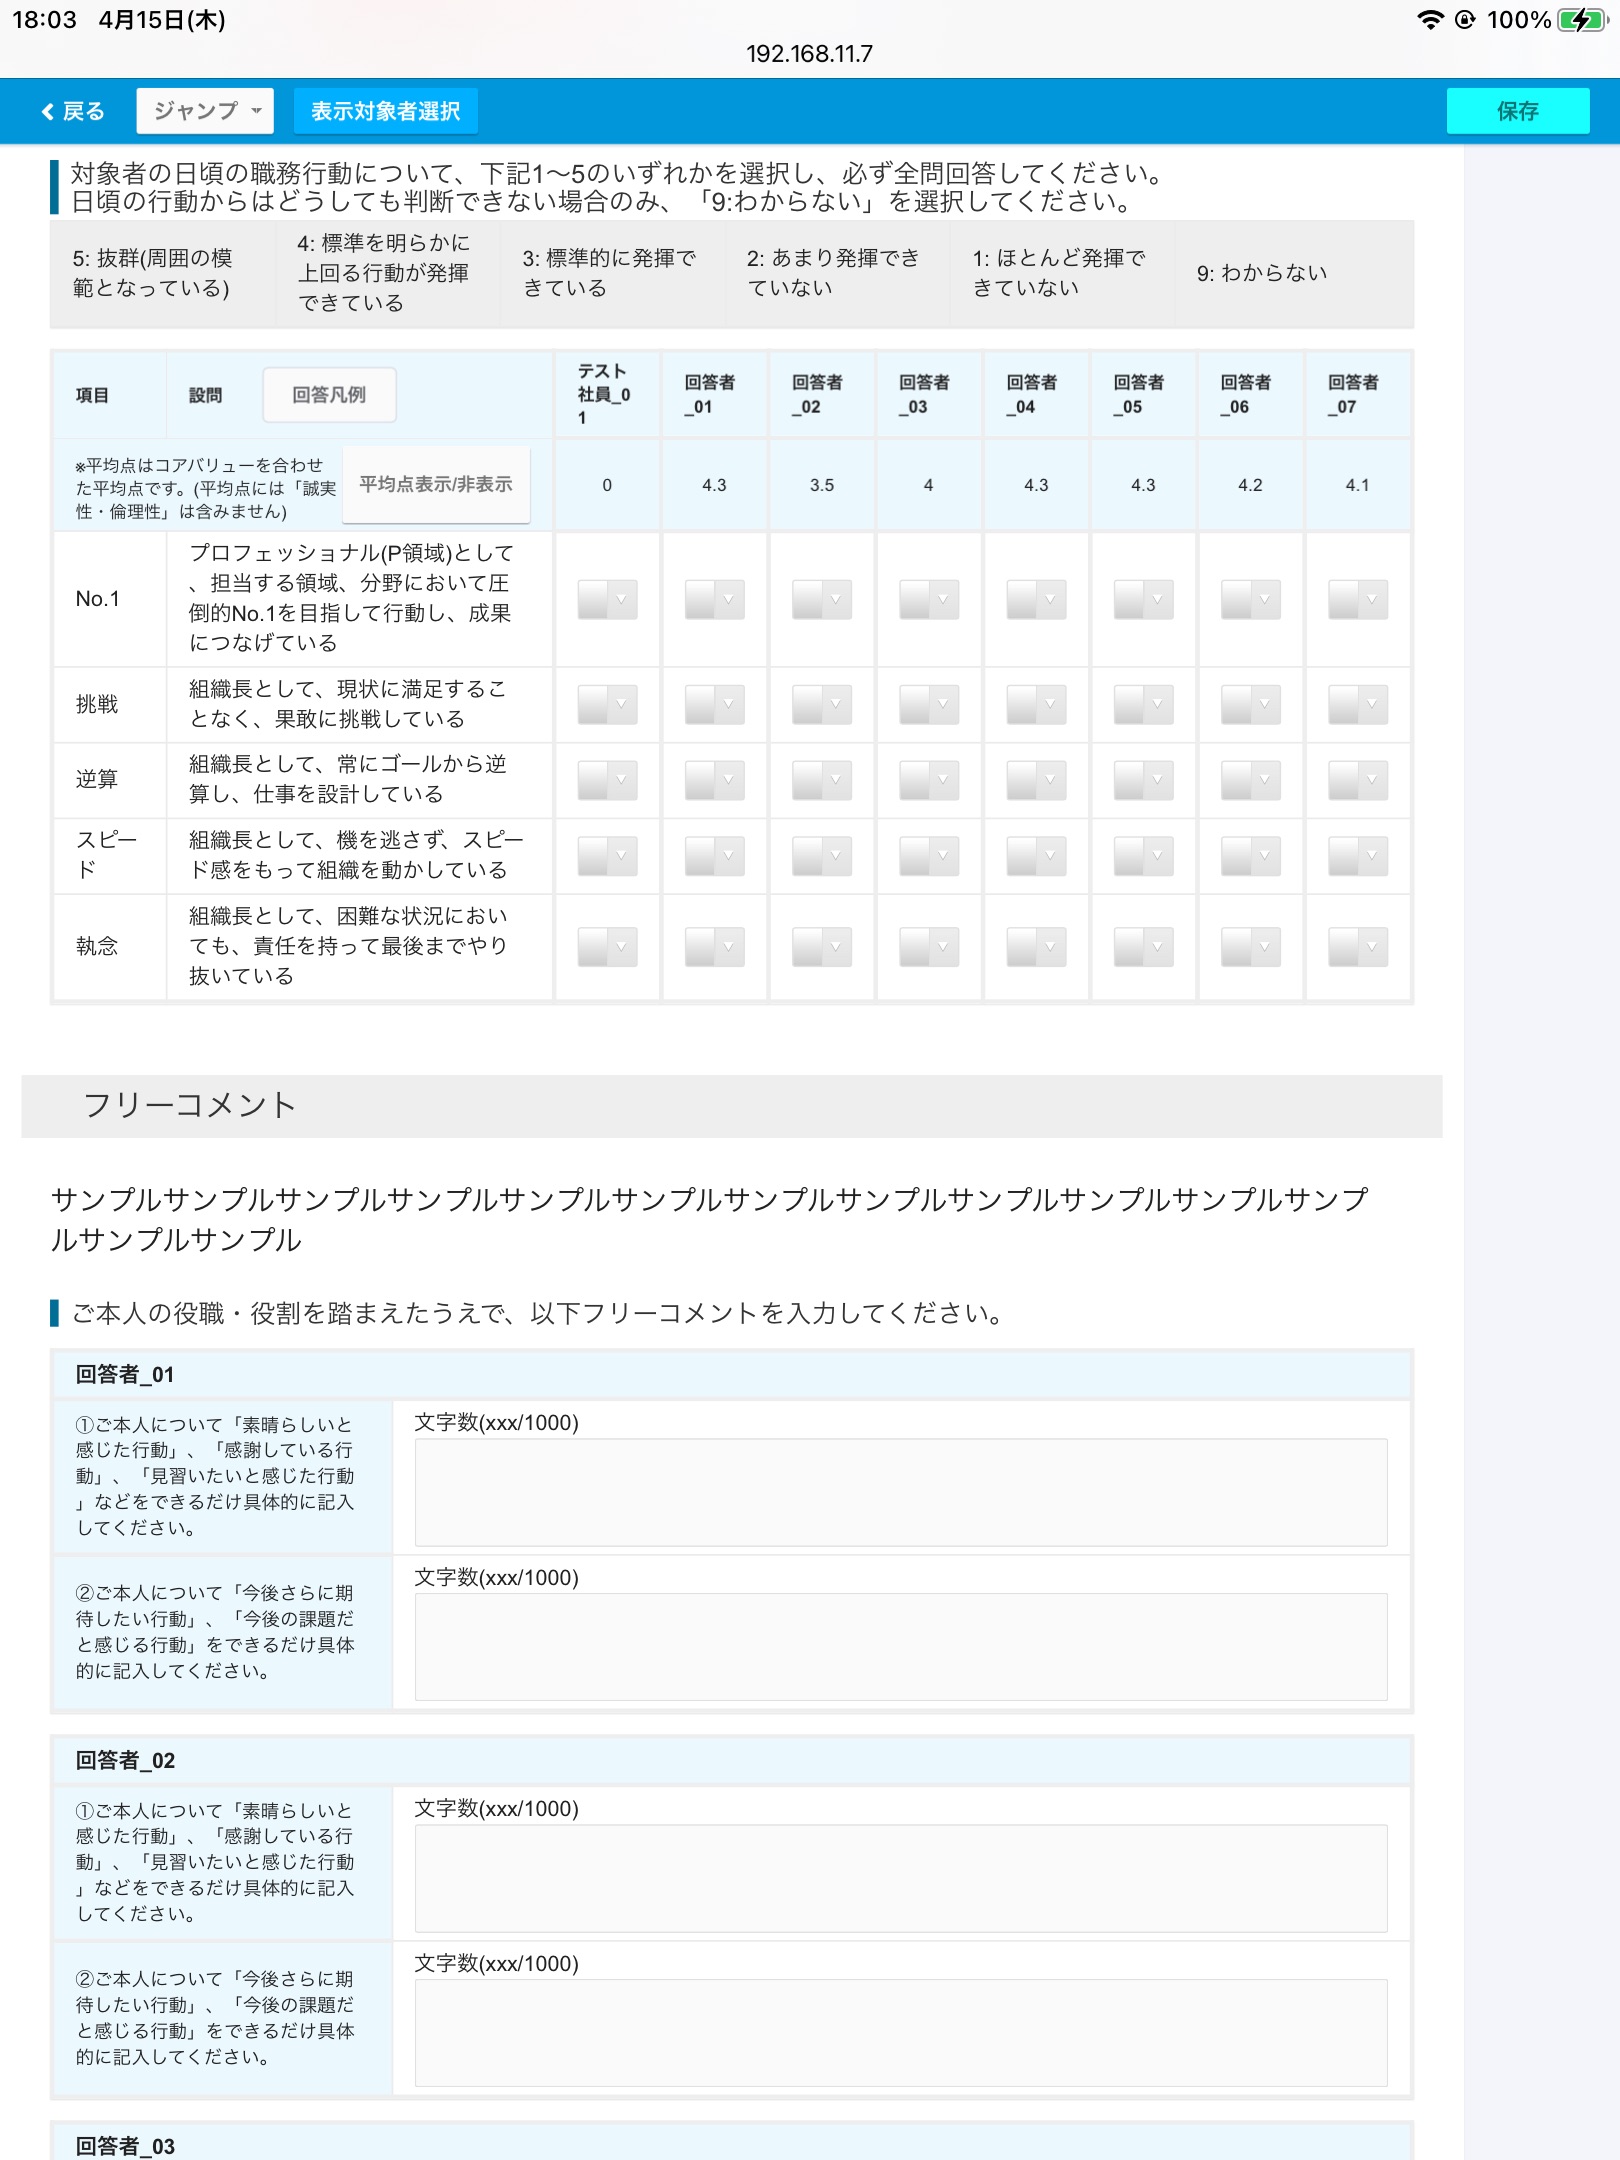 18:03 4月15日(木)
100%
192.168.11.7
戻る
ジャンプ
表示対象者選択
保存
対象者の日頃の職務行動について、下記1〜5のいずれかを選択し、必ず全問回答してください。
日頃の行動からはどうしても判断できない場合のみ、「9:わからない」を選択してください。
5: 抜群(周囲の模
範となっている)
4: 標準を明らかに
上回る行動が発揮
できている
3: 標準的に発揮で
きている
2: あまり発揮でき
ていない
1: ほとんど発揮で
きていない
9: わからない
項目
設問
回答凡例
テスト
社員_0
1
回答者
_01
回答者
_02
回答者
_03
回答者
_04
回答者
_05
回答者
_06
回答者
_07
※平均点はコアバリューを合わせ
た平均点です。(平均点には「誠実
性・倫理性」は含みません)
平均点表示/非表示
0
4.3
3.5
4
4.3
4.3
4.2
4.1
No.1
プロフェッショナル(P領域)として
、担当する領域、分野において圧
倒的No.1を目指して行動し、成果
につなげている
挑戦
組織長として、現状に満足するこ
となく、果敢に挑戦している
逆算
組織長として、常にゴールから逆
算し、仕事を設計している
スピー
ド
組織長として、機を逃さず、スピー
ド感をもって組織を動かしている
執念
組織長として、困難な状況におい
ても、責任を持って最後までやり
抜いている
フリーコメント
サンプルサンプルサンプルサンプルサンプルサンプルサンプルサンプルサンプルサンプルサンプルサンプ
ルサンプルサンプル
ご本人の役職・役割を踏まえたうえで、以下フリーコメントを入力してください。
回答者_01
①ご本人について「素晴らしいと
感じた行動」、「感謝している行
動」、「見習いたいと感じた行動
」などをできるだけ具体的に記入
してください。
文字数(xxx/1000)
②ご本人について「今後さらに期
待したい行動」、「今後の課題だ
と感じる行動」をできるだけ具体
的に記入してください。
文字数(xxx/1000)
回答者_02
①ご本人について「素晴らしいと
感じた行動」、「感謝している行
動」、「見習いたいと感じた行動
」などをできるだけ具体的に記入
してください。
文字数(xxx/1000)
②ご本人について「今後さらに期
待したい行動」、「今後の課題だ
と感じる行動」をできるだけ具体
的に記入してください。
文字数(xxx/1000)
回答者_03